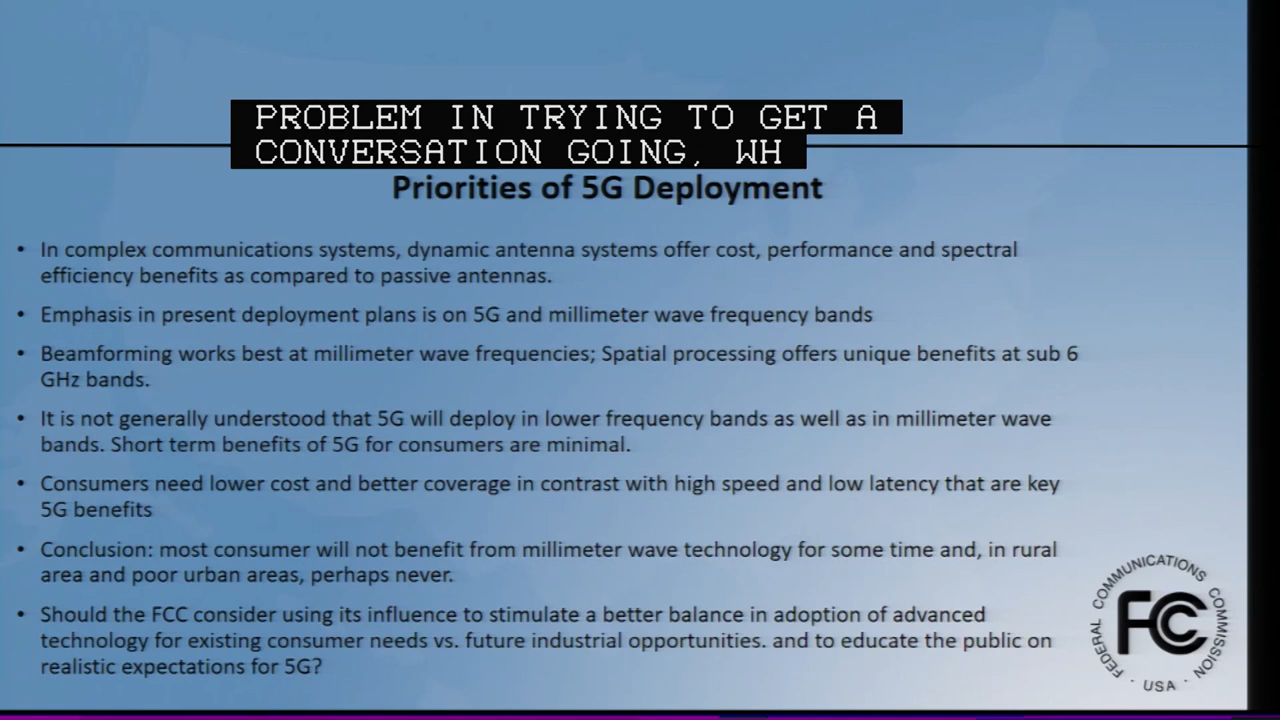 PROBLEM IN TRYING TO GET A
CONVERSATION GOING, WH
Priorities of 5G Deployment
• In complex communications systems, dynamic antenna systems offer cost, performance and spectral
efficiency benefits as compared to passive antennas.
• Emphasis in present deployment plans is on 5G and millimeter wave frequency bands
• Beamforming works best at millimeter wave frequencies; Spatial processing offers unique benefits at sub 6
GHz bands.
• It is not generally understood that 5G will deploy in lower frequency bands as well as in millimeter wave
bands. Short term benefits of 5G for consumers are minimal.
• Consumers need lower cost and better coverage in contrast with high speed and low latency that are key
5G benefits
• Conclusion: most consumer will not benefit from millimeter wave technology for some time and, in rural
area and poor urban areas, perhaps never.
• Should the FCC consider using its influence to stimulate a better balance in adoption of advanced
technology for existing consumer needs vs. future industrial opportunities. and to educate the public on
realistic expectations for 5G?
FEDERAL COMMUNICATIONS COMMISSION
FCC
· USA ·